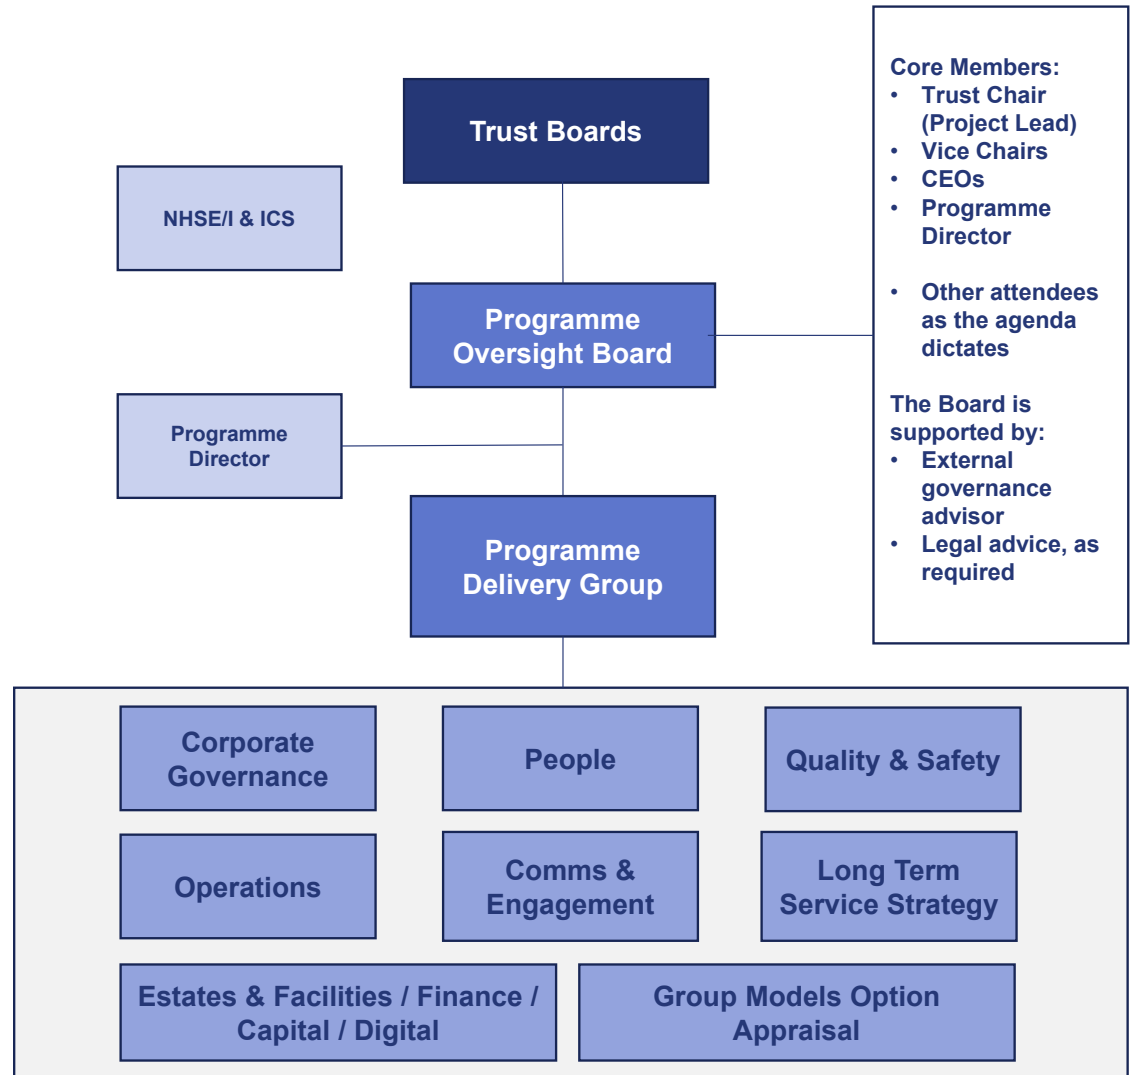 Trust Boards
NHSE/I & ICS
Programme
Oversight Board
Programme
Director
Programme
Delivery Group
Core Members:
• Trust Chair
(Project Lead)
• Vice Chairs
• CEOs
• Programme
Director
• Other attendees
as the agenda
dictates
The Board is
supported by:
• External
governance
advisor
• Legal advice, as
required
Corporate
Governance
People
Quality & Safety
Operations
Comms &
Engagement
Long Term
Service Strategy
Estates & Facilities / Finance /
Capital / Digital
Group Models Option
Appraisal